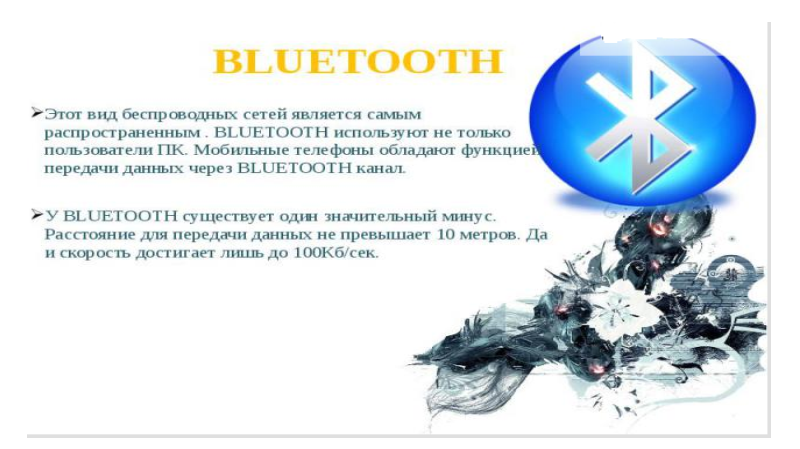 BLUETOOTH
Этот вид беспроводных сетей является самым
распространенным . BLUETOOTH используют не только
пользователи ПК. Мобильные телефоны обладают функцией
передачи данных через BLUETOOTH канал.
У BLUETOOTH существует один значительный минус.
Расстояние для передачи данных не превышает 10 метров. Да
и скорость достигает лишь до 100Кб/сек.